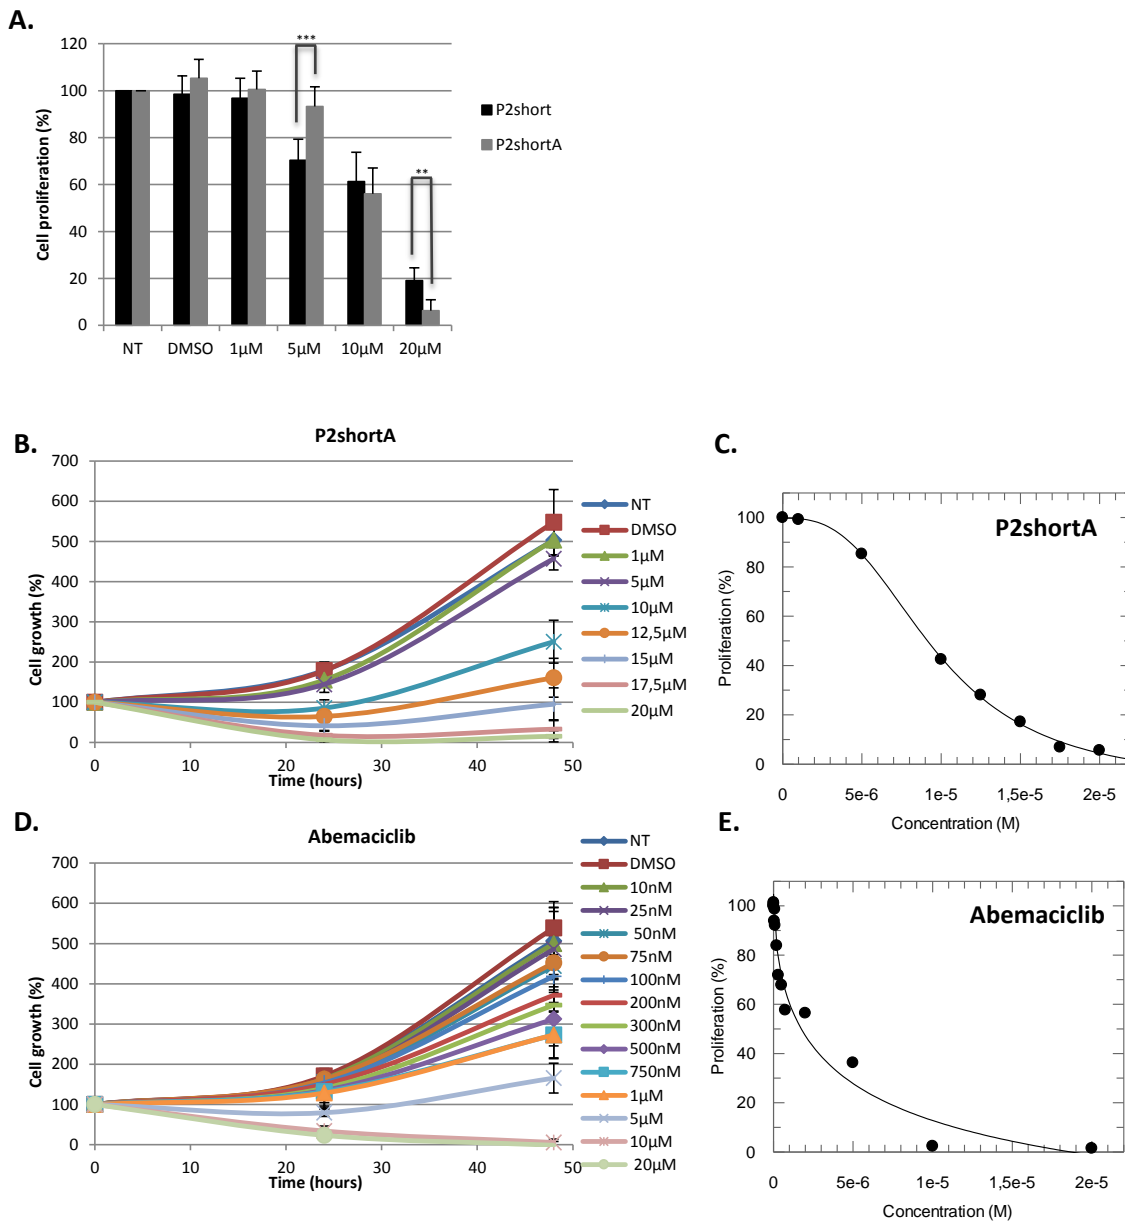 A.
***
**
120
100
80
60
40
20
0
Cell proliferation (%)
NT DMSO 1µM 5µM 10µM 20µM
P2short
P2shortA
B.
P2shortA
700
600
500
400
300
200
100
0
Cell growth (%)
0 10 20 30 40 50
Time (hours)
NT
DMSO
1µM
5µM
10µM
12,5µM
15µM
17,5µM
20µM
C.
P2shortA
100
80
60
40
20
0
Proliferation (%)
0 5e-6 1e-5 1,5e-5 2e-5
Concentration (M)
D.
Abemaciclib
700
600
500
400
300
200
100
0
Cell growth (%)
0 10 20 30 40 50
Time (hours)
NT
DMSO
10nM
25nM
50nM
75nM
100nM
200nM
300nM
500nM
750nM
1µM
5µM
10µM
20µM
E.
Abemaciclib
100
80
60
40
20
0
Proliferation (%)
0 5e-6 1e-5 1,5e-5 2e-5
Concentration (M)